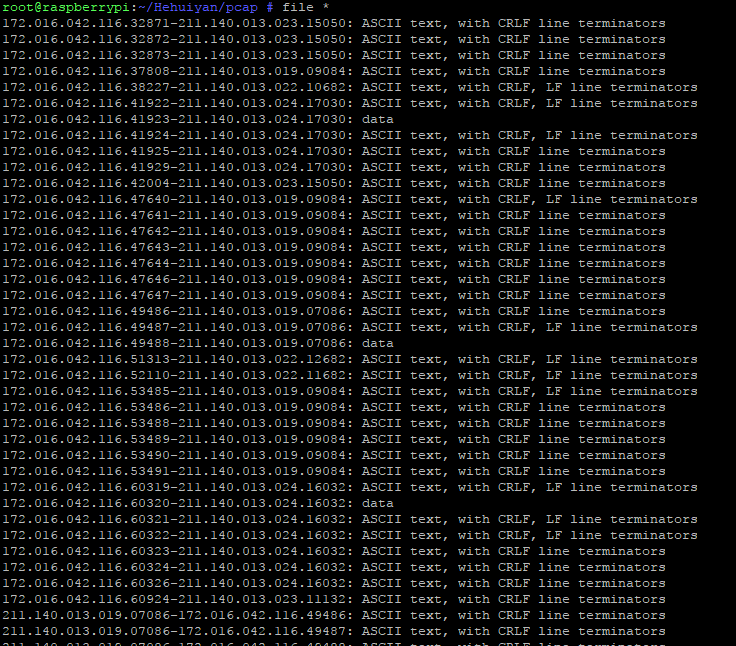 root@raspberrypi:~/Hehuiyan/pcap # file *
172.016.042.116.32871-211.140.013.023.15050: ASCII text, with CRLF line terminators
172.016.042.116.32872-211.140.013.023.15050: ASCII text, with CRLF line terminators
172.016.042.116.32873-211.140.013.023.15050: ASCII text, with CRLF line terminators
172.016.042.116.37808-211.140.013.019.09084: ASCII text, with CRLF line terminators
172.016.042.116.38227-211.140.013.022.10682: ASCII text, with CRLF, LF line terminators
172.016.042.116.41922-211.140.013.024.17030: ASCII text, with CRLF, LF line terminators
172.016.042.116.41923-211.140.013.024.17030: data
172.016.042.116.41924-211.140.013.024.17030: ASCII text, with CRLF, LF line terminators
172.016.042.116.41925-211.140.013.024.17030: ASCII text, with CRLF line terminators
172.016.042.116.41929-211.140.013.024.17030: ASCII text, with CRLF line terminators
172.016.042.116.42004-211.140.013.023.15050: ASCII text, with CRLF line terminators
172.016.042.116.47640-211.140.013.019.09084: ASCII text, with CRLF, LF line terminators
172.016.042.116.47641-211.140.013.019.09084: ASCII text, with CRLF line terminators
172.016.042.116.47642-211.140.013.019.09084: ASCII text, with CRLF line terminators
172.016.042.116.47643-211.140.013.019.09084: ASCII text, with CRLF line terminators
172.016.042.116.47644-211.140.013.019.09084: ASCII text, with CRLF line terminators
172.016.042.116.47646-211.140.013.019.09084: ASCII text, with CRLF line terminators
172.016.042.116.47647-211.140.013.019.09084: ASCII text, with CRLF line terminators
172.016.042.116.49486-211.140.013.019.07086: ASCII text, with CRLF line terminators
172.016.042.116.49487-211.140.013.019.07086: ASCII text, with CRLF, LF line terminators
172.016.042.116.49488-211.140.013.019.07086: data
172.016.042.116.51313-211.140.013.022.12682: ASCII text, with CRLF, LF line terminators
172.016.042.116.52110-211.140.013.022.11682: ASCII text, with CRLF, LF line terminators
172.016.042.116.53485-211.140.013.019.09084: ASCII text, with CRLF, LF line terminators
172.016.042.116.53486-211.140.013.019.09084: ASCII text, with CRLF line terminators
172.016.042.116.53488-211.140.013.019.09084: ASCII text, with CRLF line terminators
172.016.042.116.53489-211.140.013.019.09084: ASCII text, with CRLF line terminators
172.016.042.116.53490-211.140.013.019.09084: ASCII text, with CRLF line terminators
172.016.042.116.53491-211.140.013.019.09084: ASCII text, with CRLF line terminators
172.016.042.116.60319-211.140.013.024.16032: ASCII text, with CRLF, LF line terminators
172.016.042.116.60320-211.140.013.024.16032: data
172.016.042.116.60321-211.140.013.024.16032: ASCII text, with CRLF, LF line terminators
172.016.042.116.60322-211.140.013.024.16032: ASCII text, with CRLF, LF line terminators
172.016.042.116.60323-211.140.013.024.16032: ASCII text, with CRLF line terminators
172.016.042.116.60324-211.140.013.024.16032: ASCII text, with CRLF line terminators
172.016.042.116.60326-211.140.013.024.16032: ASCII text, with CRLF line terminators
172.016.042.116.60924-211.140.013.023.11132: ASCII text, with CRLF line terminators
211.140.013.019.07086-172.016.042.116.49486: ASCII text, with CRLF line terminators
211.140.013.019.07086-172.016.042.116.49487: ASCII text, with CRLF line terminators
211.140.013.019.07086-172.016.042.116.49488: ASCII text, with CRLF line terminators